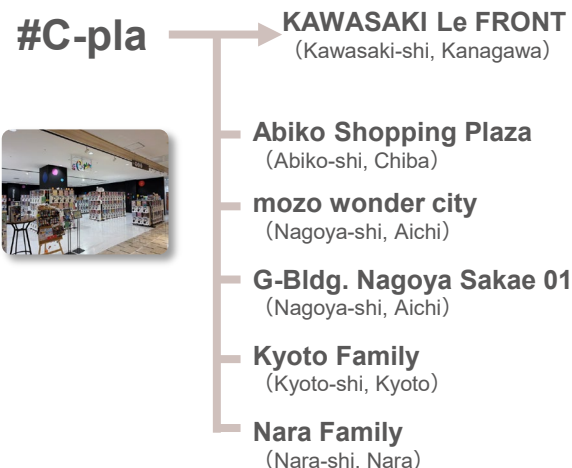 #C-pla
KAWASAKI Le FRONT
（Kawasaki-shi, Kanagawa）
Abiko Shopping Plaza
（Abiko-shi, Chiba）
mozo wonder city
（Nagoya-shi, Aichi）
G-Bldg. Nagoya Sakae 01
（Nagoya-shi, Aichi）
Kyoto Family
（Kyoto-shi, Kyoto）
Nara Family
（Nara-shi, Nara）